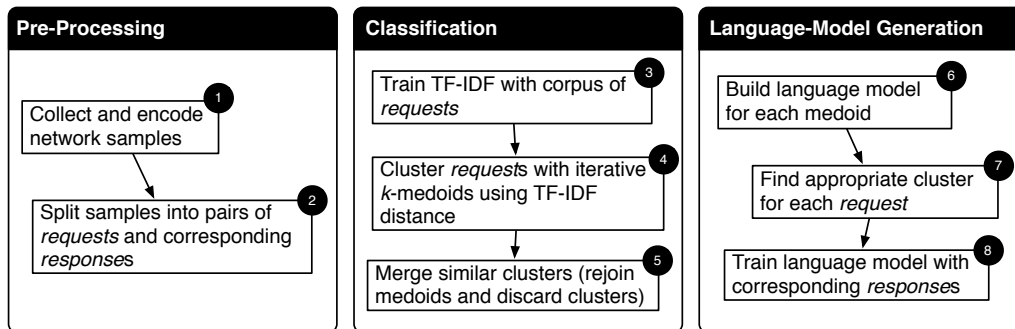 Pre-Processing
1
Collect and encode
network samples
2
Split samples into pairs of
requests and corresponding
responses
Classification
3
Train TF-IDF with corpus of
requests
4
Cluster requests with iterative
k-medoids using TF-IDF
distance
5
Merge similar clusters (rejoin
medoids and discard clusters)
Language-Model Generation
6
Build language model
for each medoid
7
Find appropriate cluster
for each request
8
Train language model with
corresponding responses